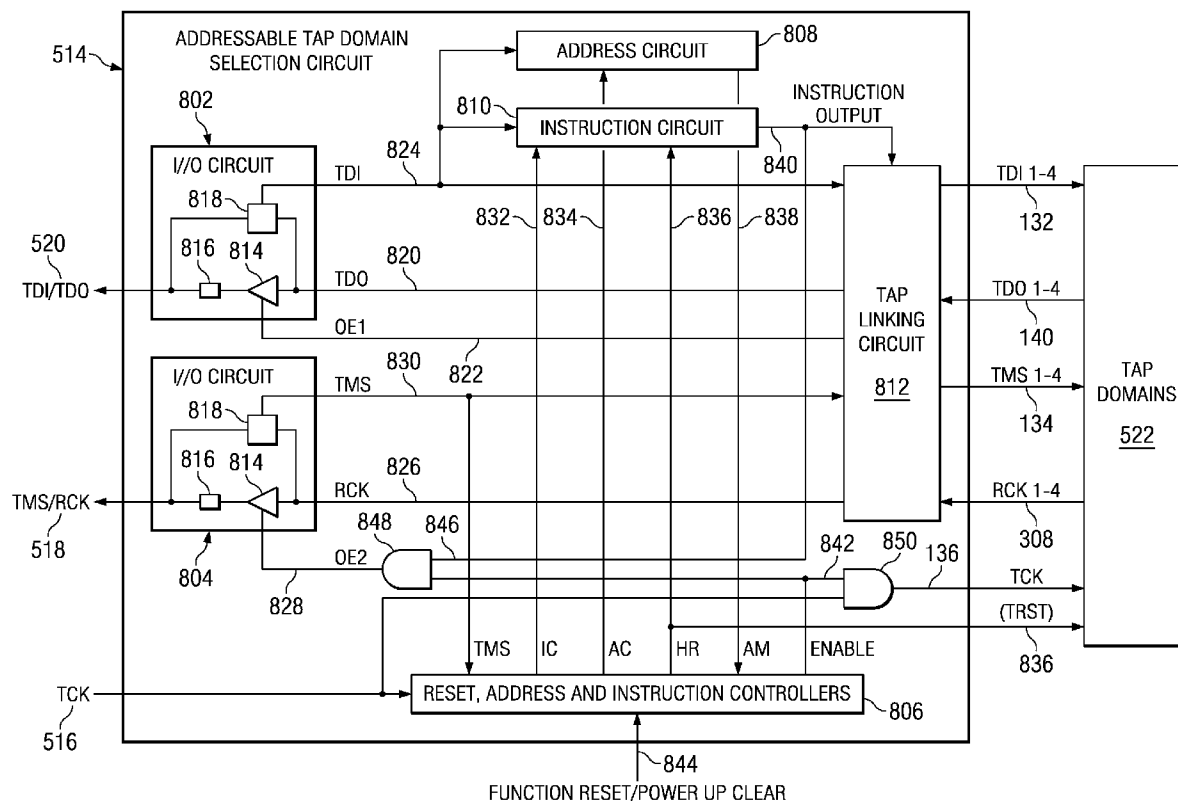 ADDRESSABLE TAP DOMAIN
SELECTION CIRCUIT
514
ADDRESS CIRCUIT
808
810
INSTRUCTION CIRCUIT
INSTRUCTION
OUTPUT
840
802
I//O CIRCUIT
818
816
814
TDI
824
832
834
836
838
520
TDI/TDO
TDO
820
OE1
822
TAP
LINKING
CIRCUIT
812
TDI 1-4
132
TDO 1-4
140
TMS 1-4
134
RCK 1-4
308
TAP
DOMAINS
522
I//O CIRCUIT
818
816
814
TMS
830
TMS/RCK
518
804
RCK
826
OE2
828
848
846
842
850
136
TCK
(TRST)
836
TMS
IC
AC
HR
AM
ENABLE
TCK
516
RESET, ADDRESS AND INSTRUCTION CONTROLLERS
806
844
FUNCTION RESET/POWER UP CLEAR